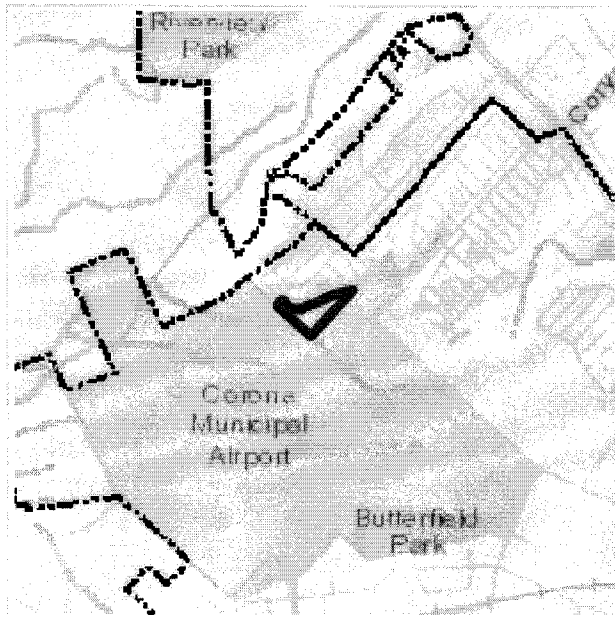 Riverview
Park
Corona
Municipal
Airport
Butterfield
Park